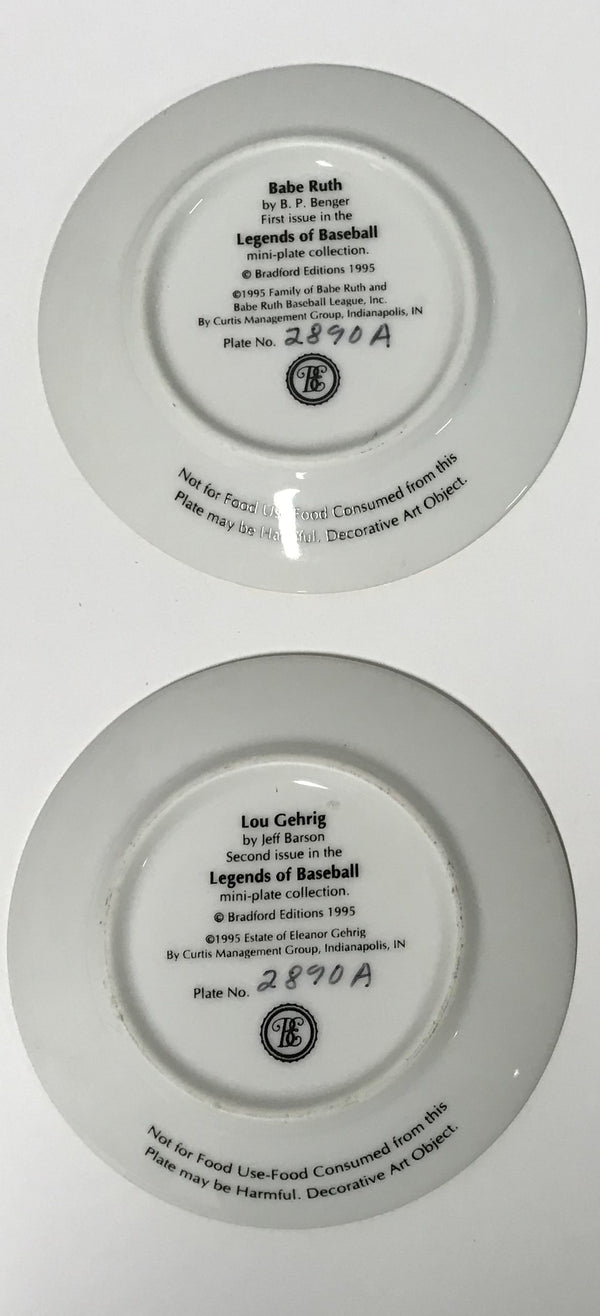 Babe Ruth
by B. P. Benger
First issue in the
Legends of Baseball
mini-plate collection.
© Bradford Editions 1995
©1995 Family of Babe Ruth and
Babe Ruth Baseball League, Inc.
By Curtis Management Group, Indianapolis, IN
Plate No. 2890A
BE
Not for Food Use-Food Consumed from this
Plate may be Harmful. Decorative Art Object.
Lou Gehrig
by Jeff Barson
Second issue in the
Legends of Baseball
mini-plate collection.
© Bradford Editions 1995
©1995 Estate of Eleanor Gehrig
By Curtis Management Group, Indianapolis, IN
Plate No. 2890A
BE
Not for Food Use-Food Consumed from this
Plate may be Harmful. Decorative Art Object.